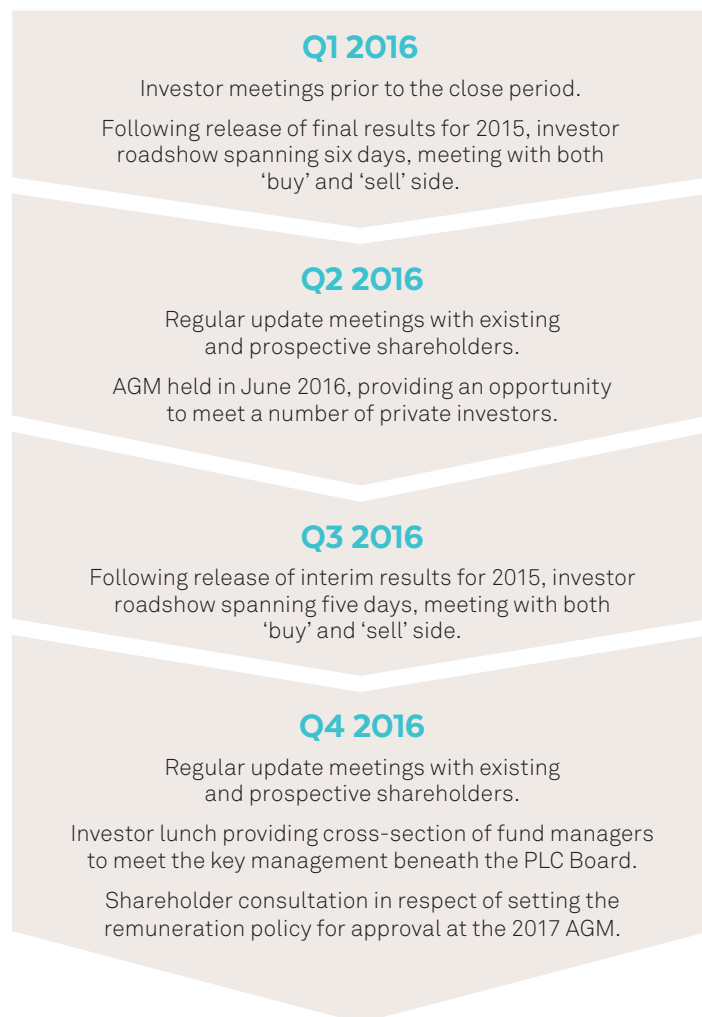 Q1 2016
Investor meetings prior to the close period.
Following release of final results for 2015, investor
roadshow spanning six days, meeting with both
‘buy’ and ‘sell’ side.
Q2 2016
Regular update meetings with existing
and prospective shareholders.
AGM held in June 2016, providing an opportunity
to meet a number of private investors.
Q3 2016
Following release of interim results for 2015, investor
roadshow spanning five days, meeting with both
‘buy’ and ‘sell’ side.
Q4 2016
Regular update meetings with existing
and prospective shareholders.
Investor lunch providing cross-section of fund managers
to meet the key management beneath the PLC Board.
Shareholder consultation in respect of setting the
remuneration policy for approval at the 2017 AGM.